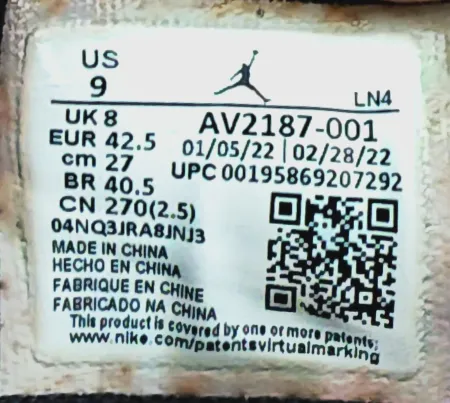 US
9
LN4
UK 8
EUR 42.5
cm 27
BR 40.5
CN 270(2.5)
04NQ3JRA8JNJ3
AV2187-001
01/05/22 | 02/28/22
UPC 00195869207292
MADE IN CHINA
HECHO EN CHINA
FABRIQUE EN CHINE
FABRICADO NA CHINA
This product is covered by one or more patents:
www.nike.com/patentsvirtualmarking